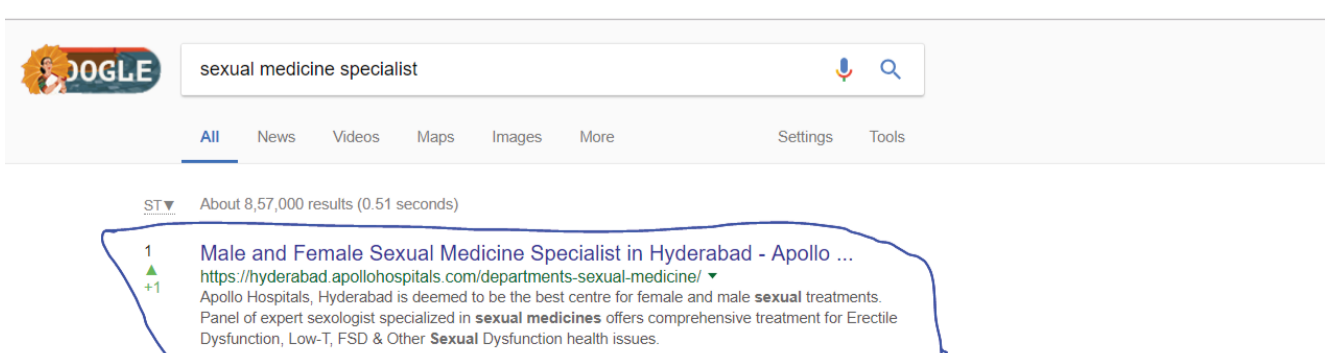 OOGLE
sexual medicine specialist
All News Videos Maps Images More Settings Tools
ST▼ About 8,57,000 results (0.51 seconds)
1
▲
+1
Male and Female Sexual Medicine Specialist in Hyderabad - Apollo ...
https://hyderabad.apollohospitals.com/departments-sexual-medicine/ ▼
Apollo Hospitals, Hyderabad is deemed to be the best centre for female and male sexual treatments.
Panel of expert sexologist specialized in sexual medicines offers comprehensive treatment for Erectile
Dysfunction, Low-T, FSD & Other Sexual Dysfunction health issues.